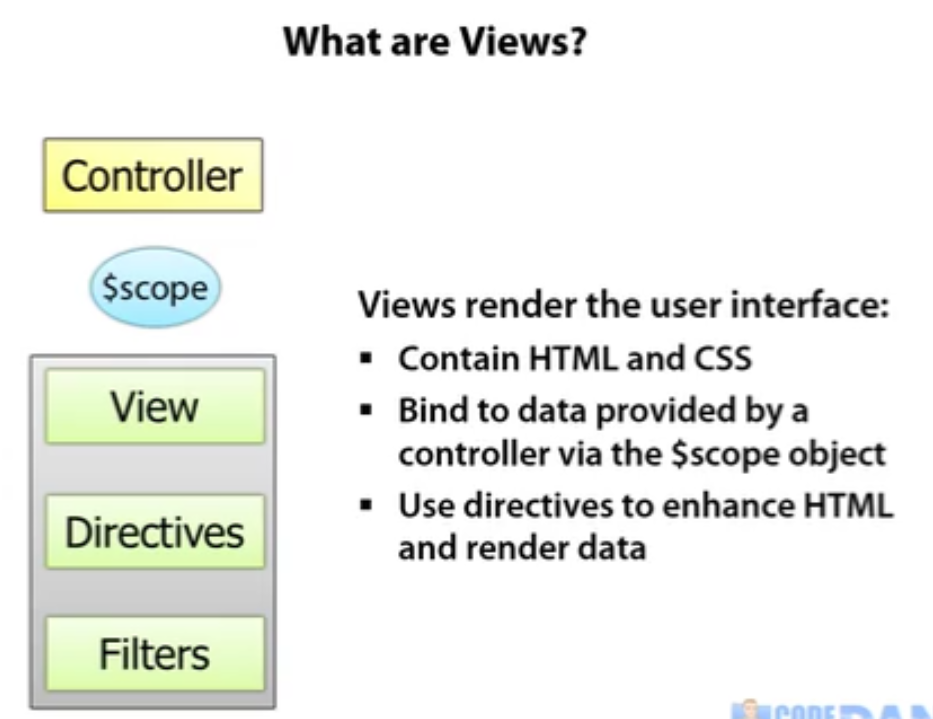 What are Views?
Controller
$scope
View
Directives
Filters
Views render the user interface:
▪ Contain HTML and CSS
▪ Bind to data provided by a
controller via the $scope object
▪ Use directives to enhance HTML
and render data